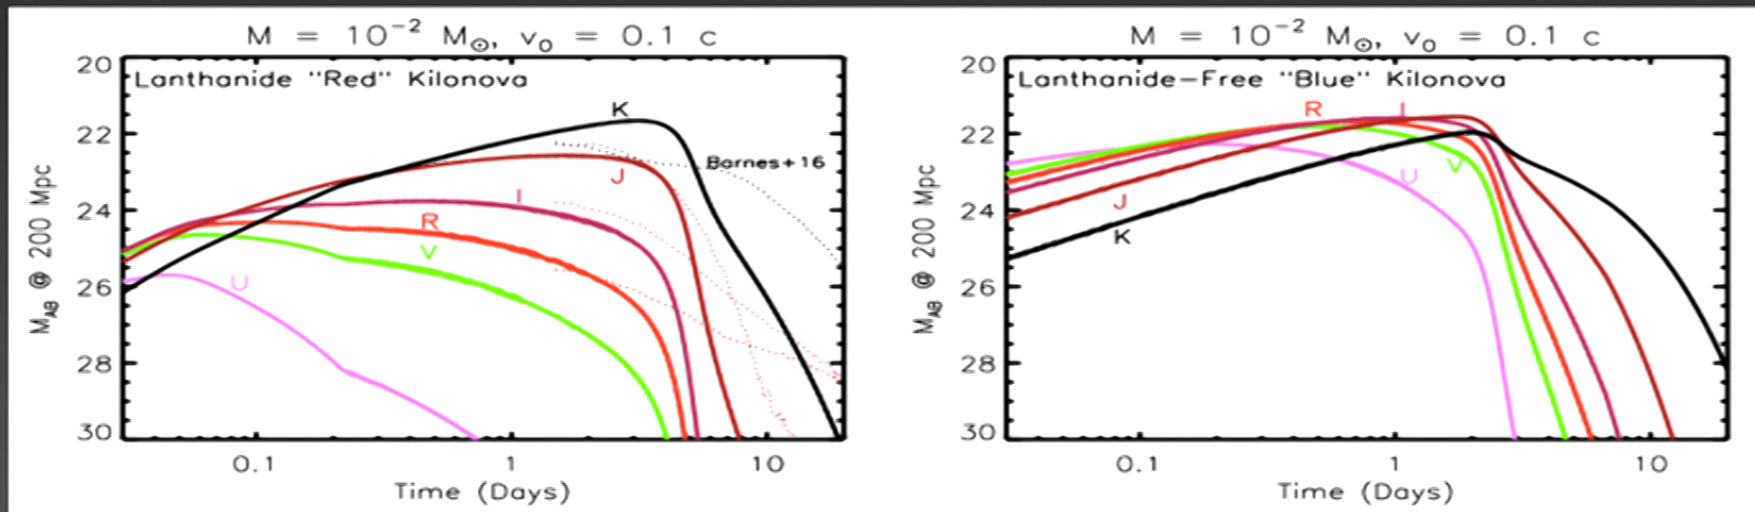 M = 10⁻² M⊙, v₀ = 0.1 c
Lanthanide "Red" Kilonova
K
Barnes+16
J
I
R
V
U
20
22
24
26
28
30
M_AB @ 200 Mpc
0.1 1 10
Time (Days)
M = 10⁻² M⊙, v₀ = 0.1 c
Lanthanide-Free "Blue" Kilonova
R I
V
U
J
K
20
22
24
26
28
30
M_AB @ 200 Mpc
0.1 1 10
Time (Days)